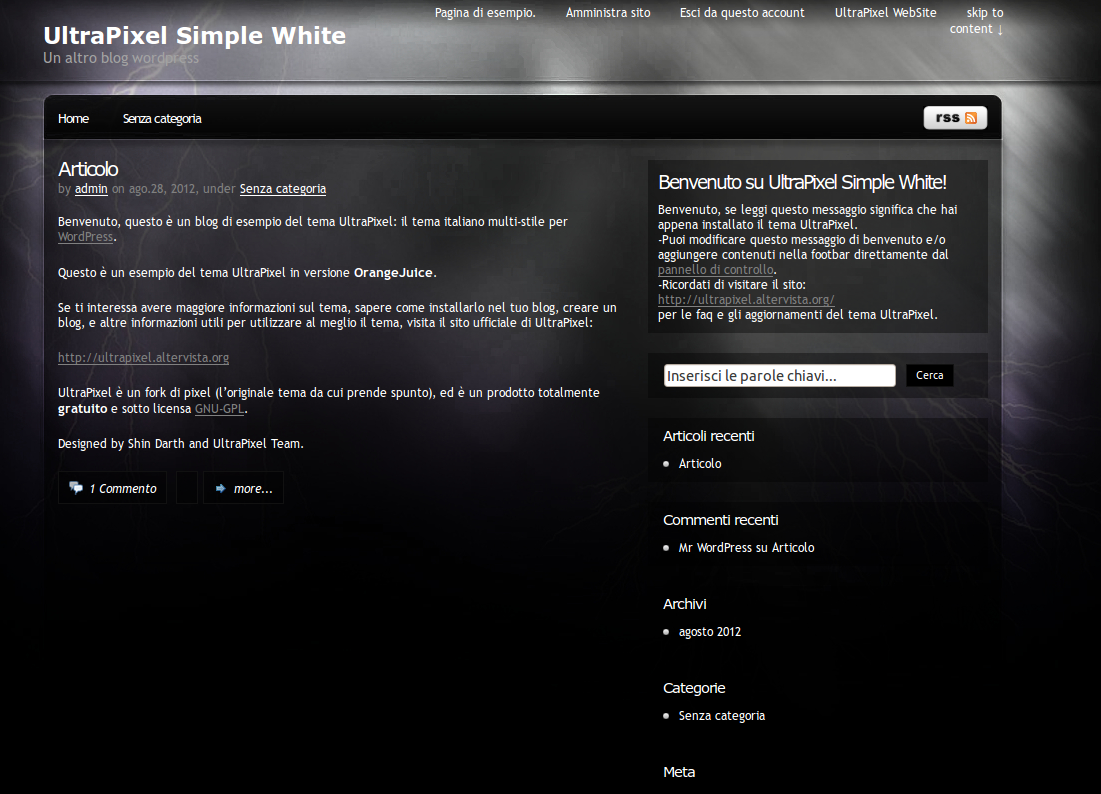 Pagina di esempio. Amministra sito Esci da questo account UltraPixel WebSite skip to
content ↓
UltraPixel Simple White
Un altro blog wordpress
Home Senza categoria
rss
Articolo
by admin on ago.28, 2012, under Senza categoria
Benvenuto, questo è un blog di esempio del tema UltraPixel: il tema italiano multi-stile per
WordPress.
Questo è un esempio del tema UltraPixel in versione OrangeJuice.
Se ti interessa avere maggiore informazioni sul tema, sapere come installarlo nel tuo blog, creare un
blog, e altre informazioni utili per utilizzare al meglio il tema, visita il sito ufficiale di UltraPixel:
http://ultrapixel.altervista.org
UltraPixel è un fork di pixel (l'originale tema da cui prende spunto), ed è un prodotto totalmente
gratuito e sotto licensa GNU-GPL.
Designed by Shin Darth and UltraPixel Team.
1 Commento more...
Benvenuto su UltraPixel Simple White!
Benvenuto, se leggi questo messaggio significa che hai
appena installato il tema UltraPixel.
-Puoi modificare questo messaggio di benvenuto e/o
aggiungere contenuti nella footbar direttamente dal
pannello di controllo.
-Ricordati di visitare il sito:
http://ultrapixel.altervista.org/
per le faq e gli aggiornamenti del tema UltraPixel.
Inserisci le parole chiavi... Cerca
Articoli recenti
Articolo
Commenti recenti
Mr WordPress su Articolo
Archivi
agosto 2012
Categorie
Senza categoria
Meta